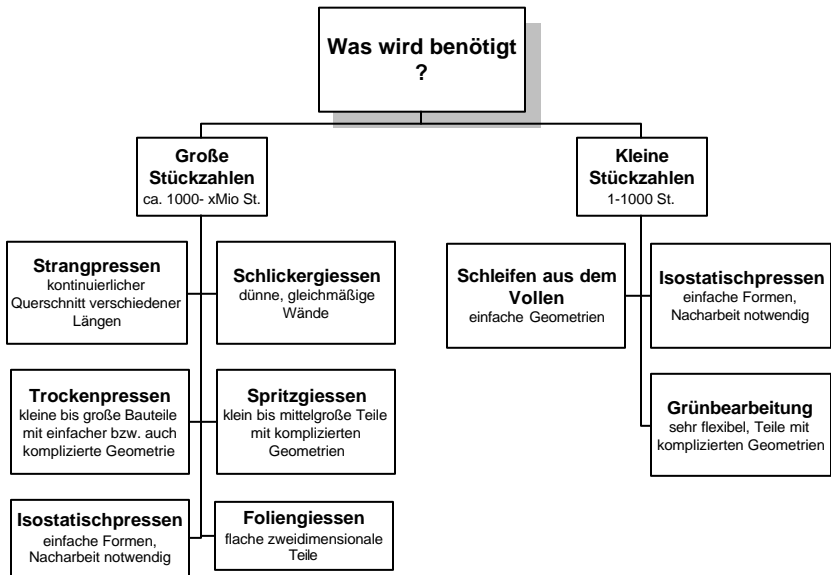 Was wird benötigt
?
Große
Stückzahlen
ca. 1000- xMio St.
Kleine
Stückzahlen
1-1000 St.
Strangpressen
kontinuierlicher
Querschnitt verschiedener
Längen
Schlickergiessen
dünne, gleichmäßige
Wände
Schleifen aus dem
Vollen
einfache Geometrien
Isostatischpressen
einfache Formen,
Nacharbeit notwendig
Trockenpressen
kleine bis große Bauteile
mit einfacher bzw. auch
komplizierte Geometrie
Spritzgiessen
klein bis mittelgroße Teile
mit komplizierten
Geometrien
Grünbearbeitung
sehr flexibel, Teile mit
komplizierten Geometrien
Isostatischpressen
einfache Formen,
Nacharbeit notwendig
Foliengiessen
flache zweidimensionale
Teile